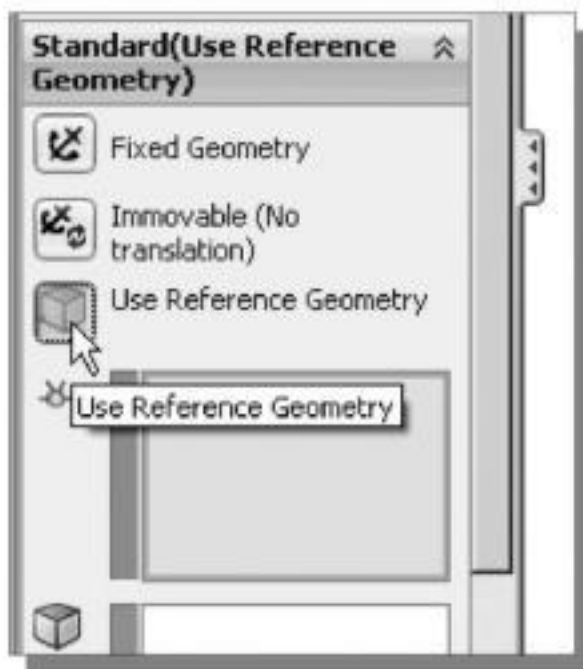 Standard(Use Reference
Geometry)
Fixed Geometry
Immovable (No
translation)
Use Reference Geometry
Use Reference Geometry